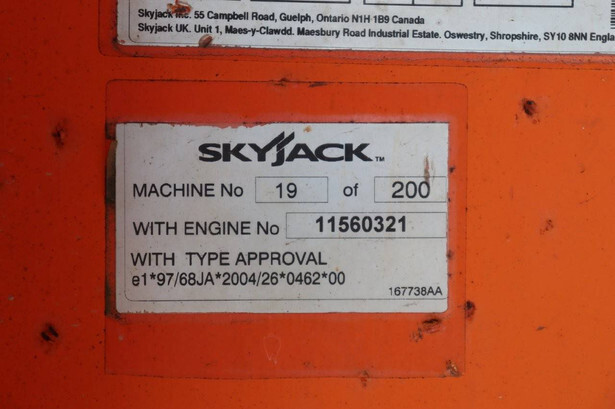 Skyjack Inc. 55 Campbell Road, Guelph, Ontario N1H 1B9 Canada
Skyjack UK. Unit 1, Maes-y-Clawdd. Maesbury Road Industrial Estate. Oswestry, Shropshire, SY10 8NN Engla
SKYJACK™
MACHINE No 19 of 200
WITH ENGINE No 11560321
WITH TYPE APPROVAL
e1*97/68JA*2004/26*0462*00
167738AA